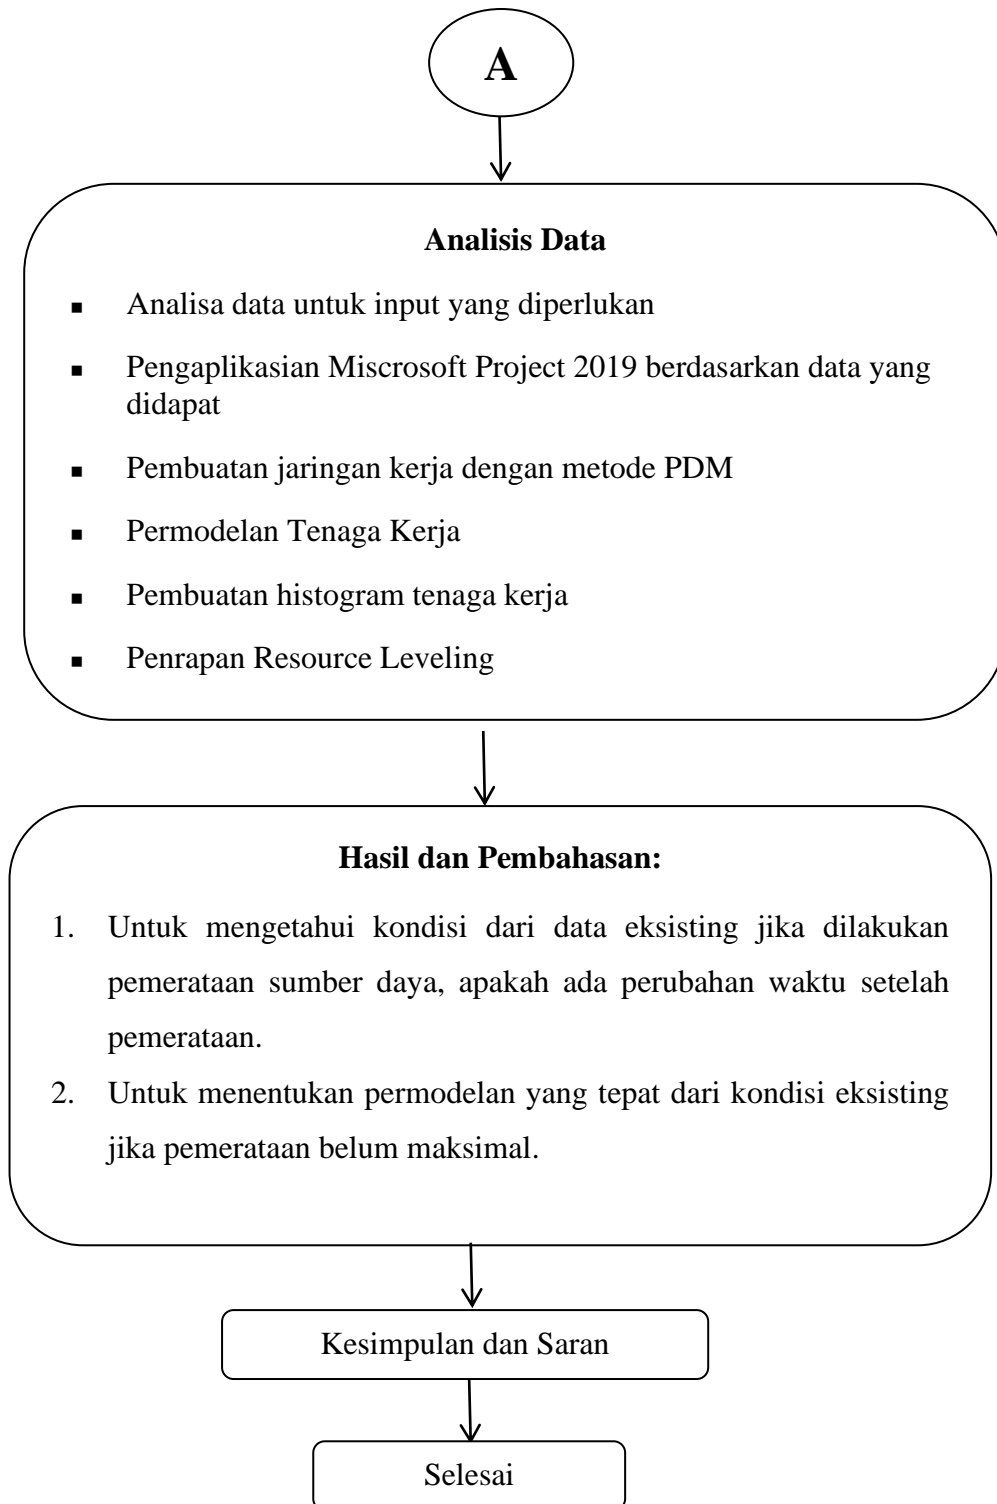 A
Analisis Data
▪ Analisa data untuk input yang diperlukan
▪ Pengaplikasian Miscrosoft Project 2019 berdasarkan data yang
didapat
▪ Pembuatan jaringan kerja dengan metode PDM
▪ Permodelan Tenaga Kerja
▪ Pembuatan histogram tenaga kerja
▪ Penrapan Resource Leveling
Hasil dan Pembahasan:
1. Untuk mengetahui kondisi dari data eksisting jika dilakukan
pemerataan sumber daya, apakah ada perubahan waktu setelah
pemerataan.
2. Untuk menentukan permodelan yang tepat dari kondisi eksisting
jika pemerataan belum maksimal.
Kesimpulan dan Saran
Selesai